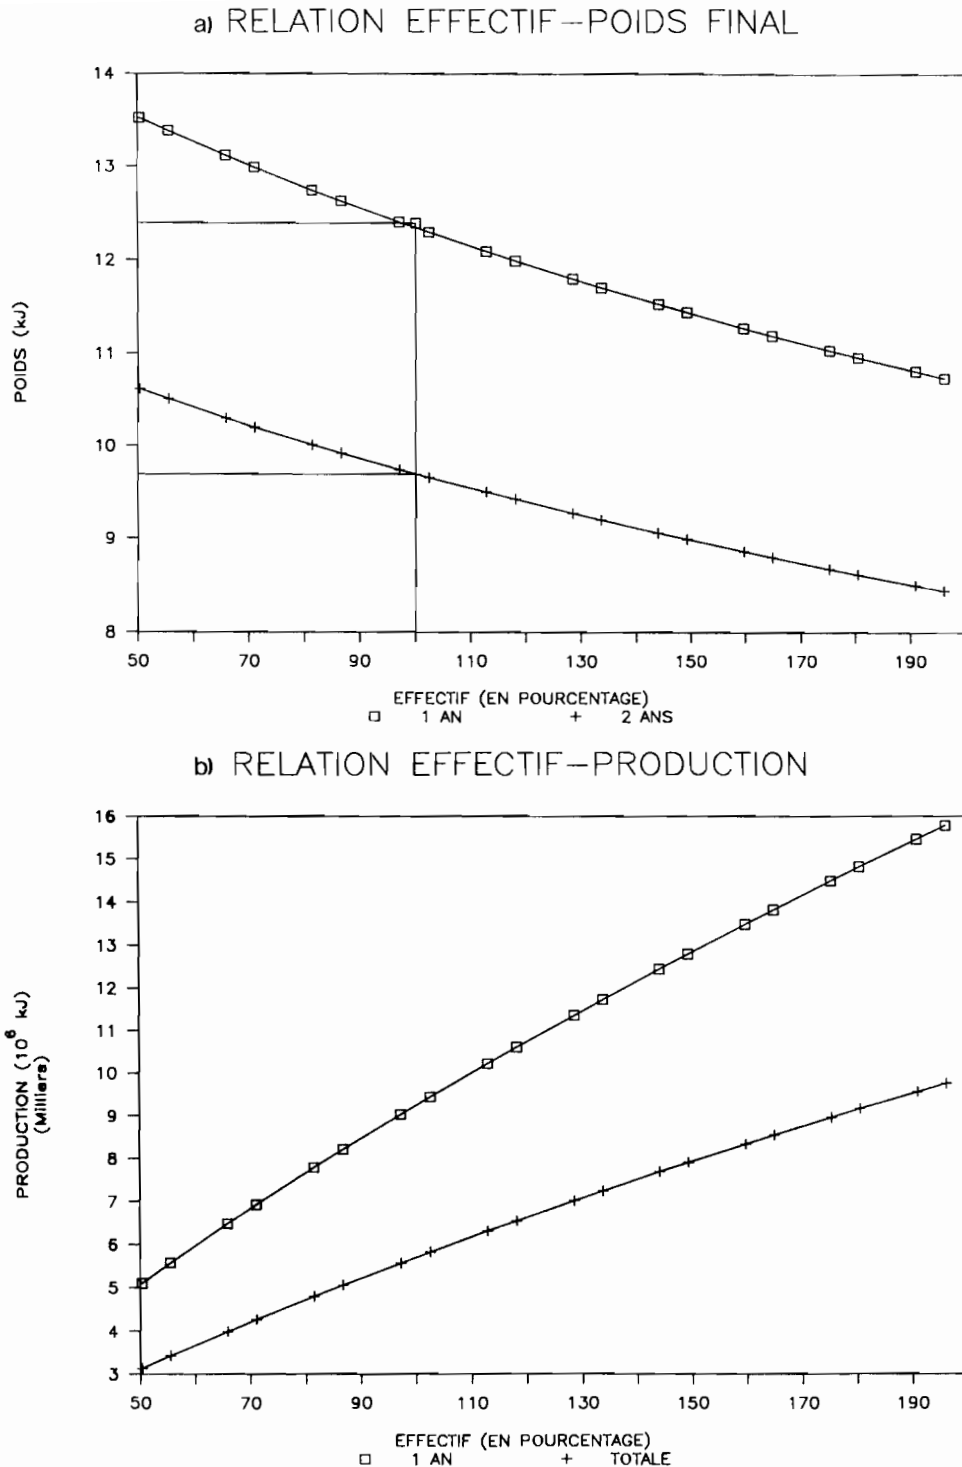 a) RELATION EFFECTIF-POIDS FINAL
14
13
12
11
10
9
8
POIDS (kJ)
50 70 90 110 130 150 170 190
EFFECTIF (EN POURCENTAGE)
1 AN + 2 ANS
b) RELATION EFFECTIF-PRODUCTION
16
15
14
13
12
11
10
9
8
7
6
5
4
3
PRODUCTION (10⁶ kJ)
(Milliers)
50 70 90 110 130 150 170 190
EFFECTIF (EN POURCENTAGE)
1 AN + TOTALE